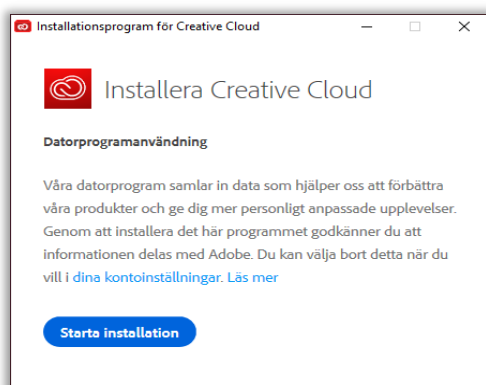 Installationsprogram för Creative Cloud
Installera Creative Cloud
Datorprogramanvändning
Våra datorprogram samlar in data som hjälper oss att förbättra
våra produkter och ge dig mer personligt anpassade upplevelser.
Genom att installera det här programmet godkänner du att
informationen delas med Adobe. Du kan välja bort detta när du
vill i dina kontoinställningar. Läs mer
Starta installation